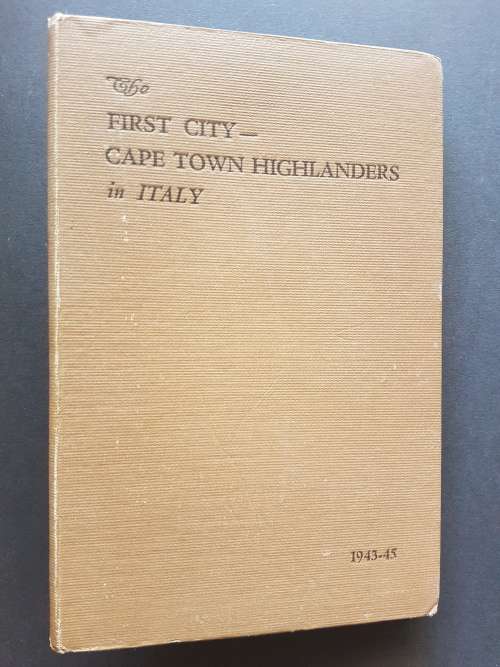 The
FIRST CITY—
CAPE TOWN HIGHLANDERS
in ITALY
1943-45